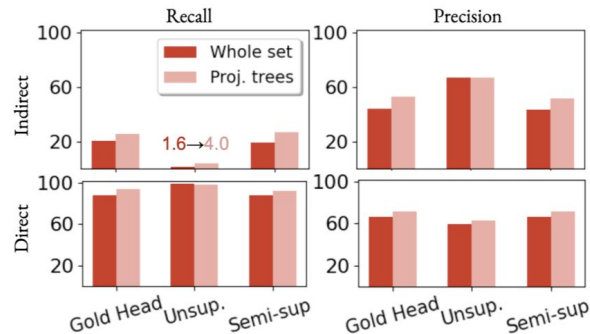 Recall
Precision
Indirect
100
60
20
Whole set
Proj. trees
1.6→4.0
100
60
20
Direct
100
60
20
Gold Head
Unsup.
Semi-sup
100
60
20
Gold Head
Unsup.
Semi-sup